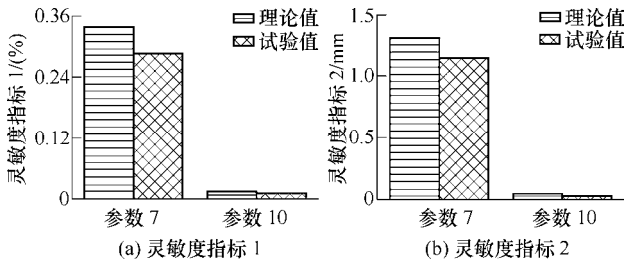 灵敏度指标 1/(%)
0.36
0.24
0.12
0
理论值
试验值
参数 7
参数 10
(a) 灵敏度指标 1
灵敏度指标 2/mm
1.5
1.0
0.5
0
理论值
试验值
参数 7
参数 10
(b) 灵敏度指标 2